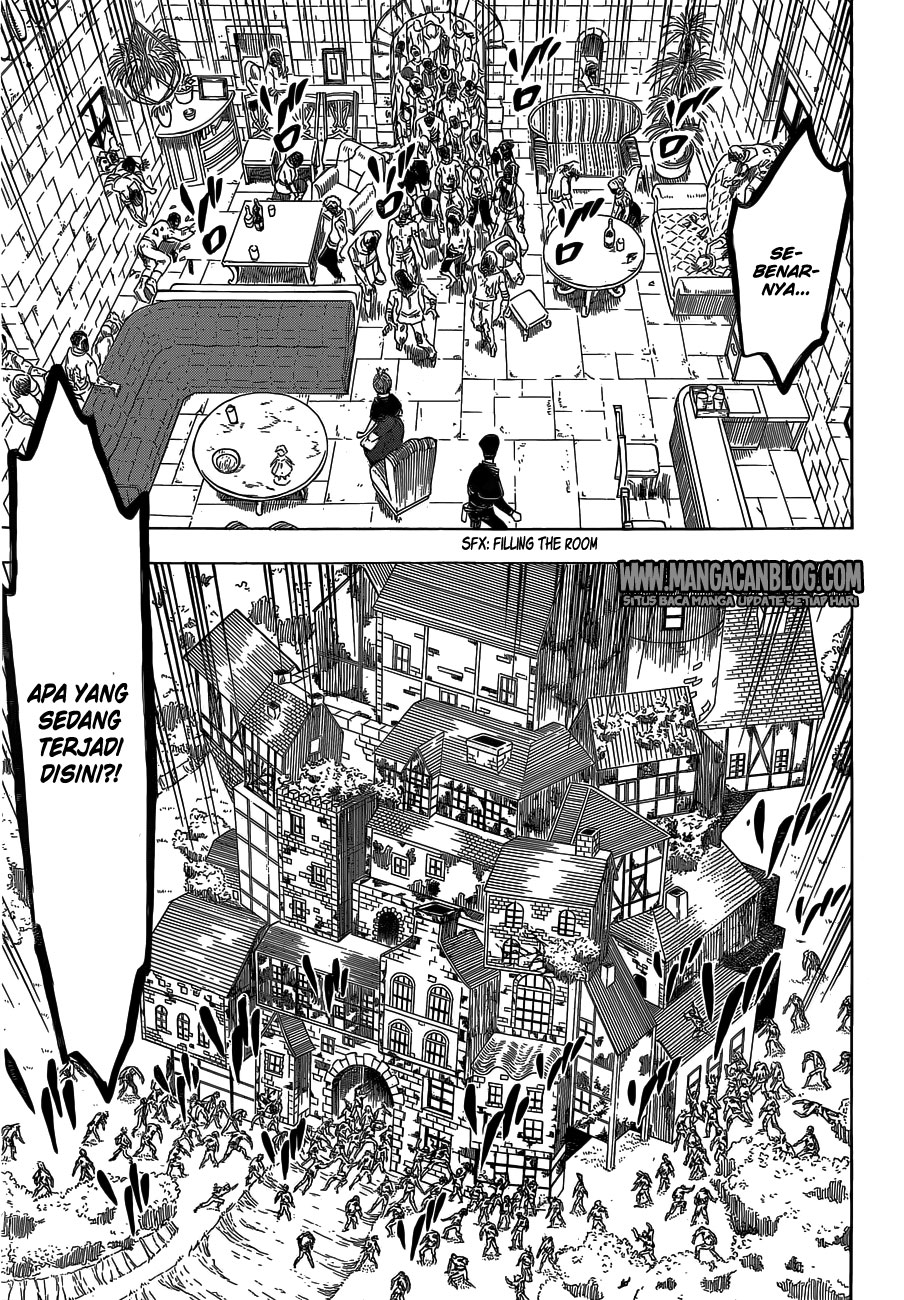 SE-
BENAR-
NYA...
SFX: FILLING THE ROOM
WWW.MANGACANBLOG.COM
SITUS BACA MANGA UPDATE SETIAP HARI
APA YANG
SEDANG
TERJADI
DISINI?!